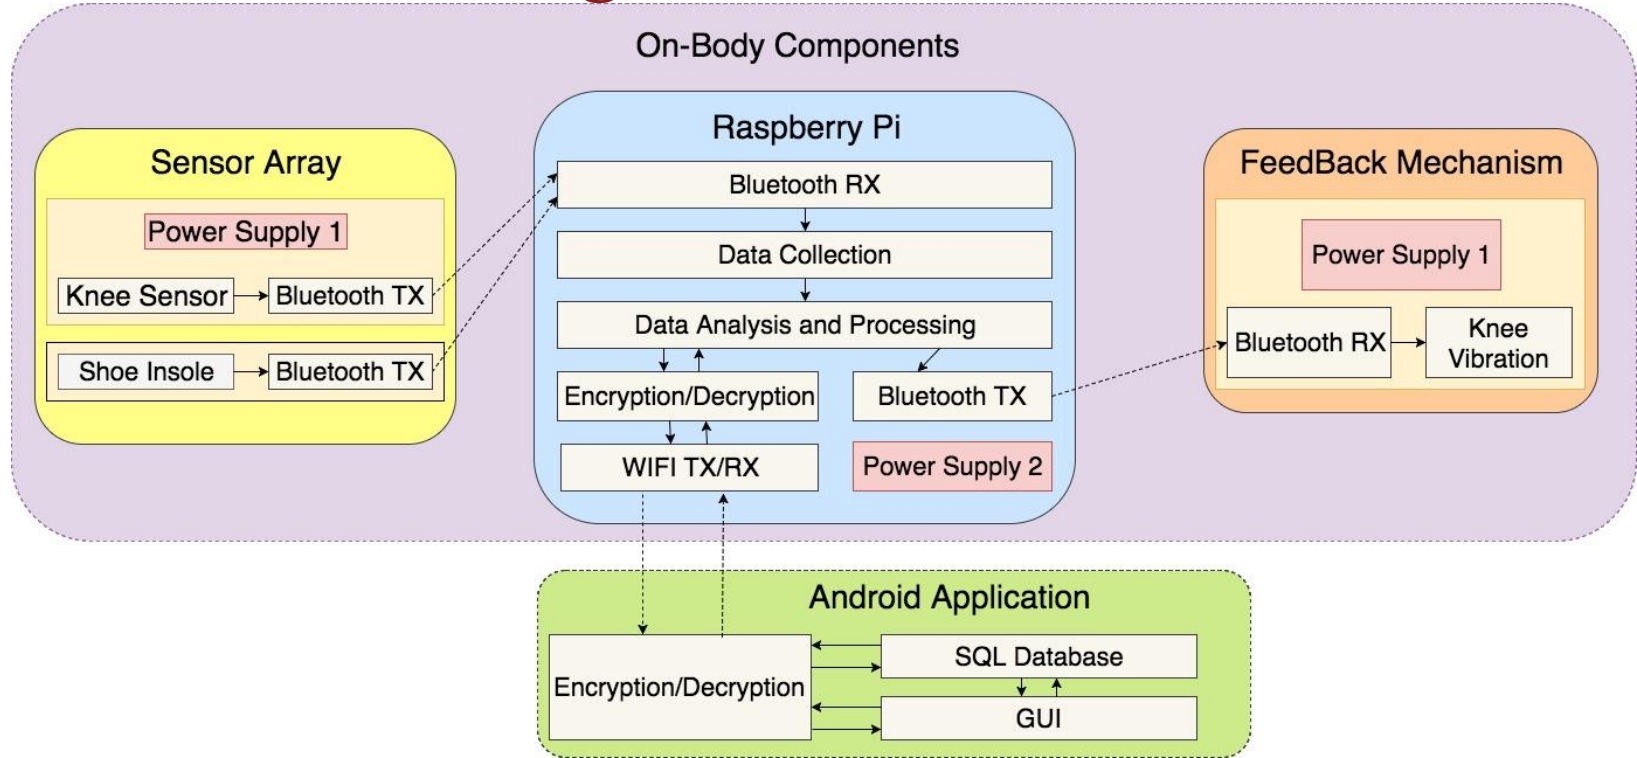 On-Body Components
Sensor Array
Power Supply 1
Knee Sensor
Bluetooth TX
Shoe Insole
Bluetooth TX
Raspberry Pi
Bluetooth RX
Data Collection
Data Analysis and Processing
Encryption/Decryption
Bluetooth TX
WIFI TX/RX
Power Supply 2
FeedBack Mechanism
Power Supply 1
Bluetooth RX
Knee
Vibration
Android Application
Encryption/Decryption
SQL Database
GUI